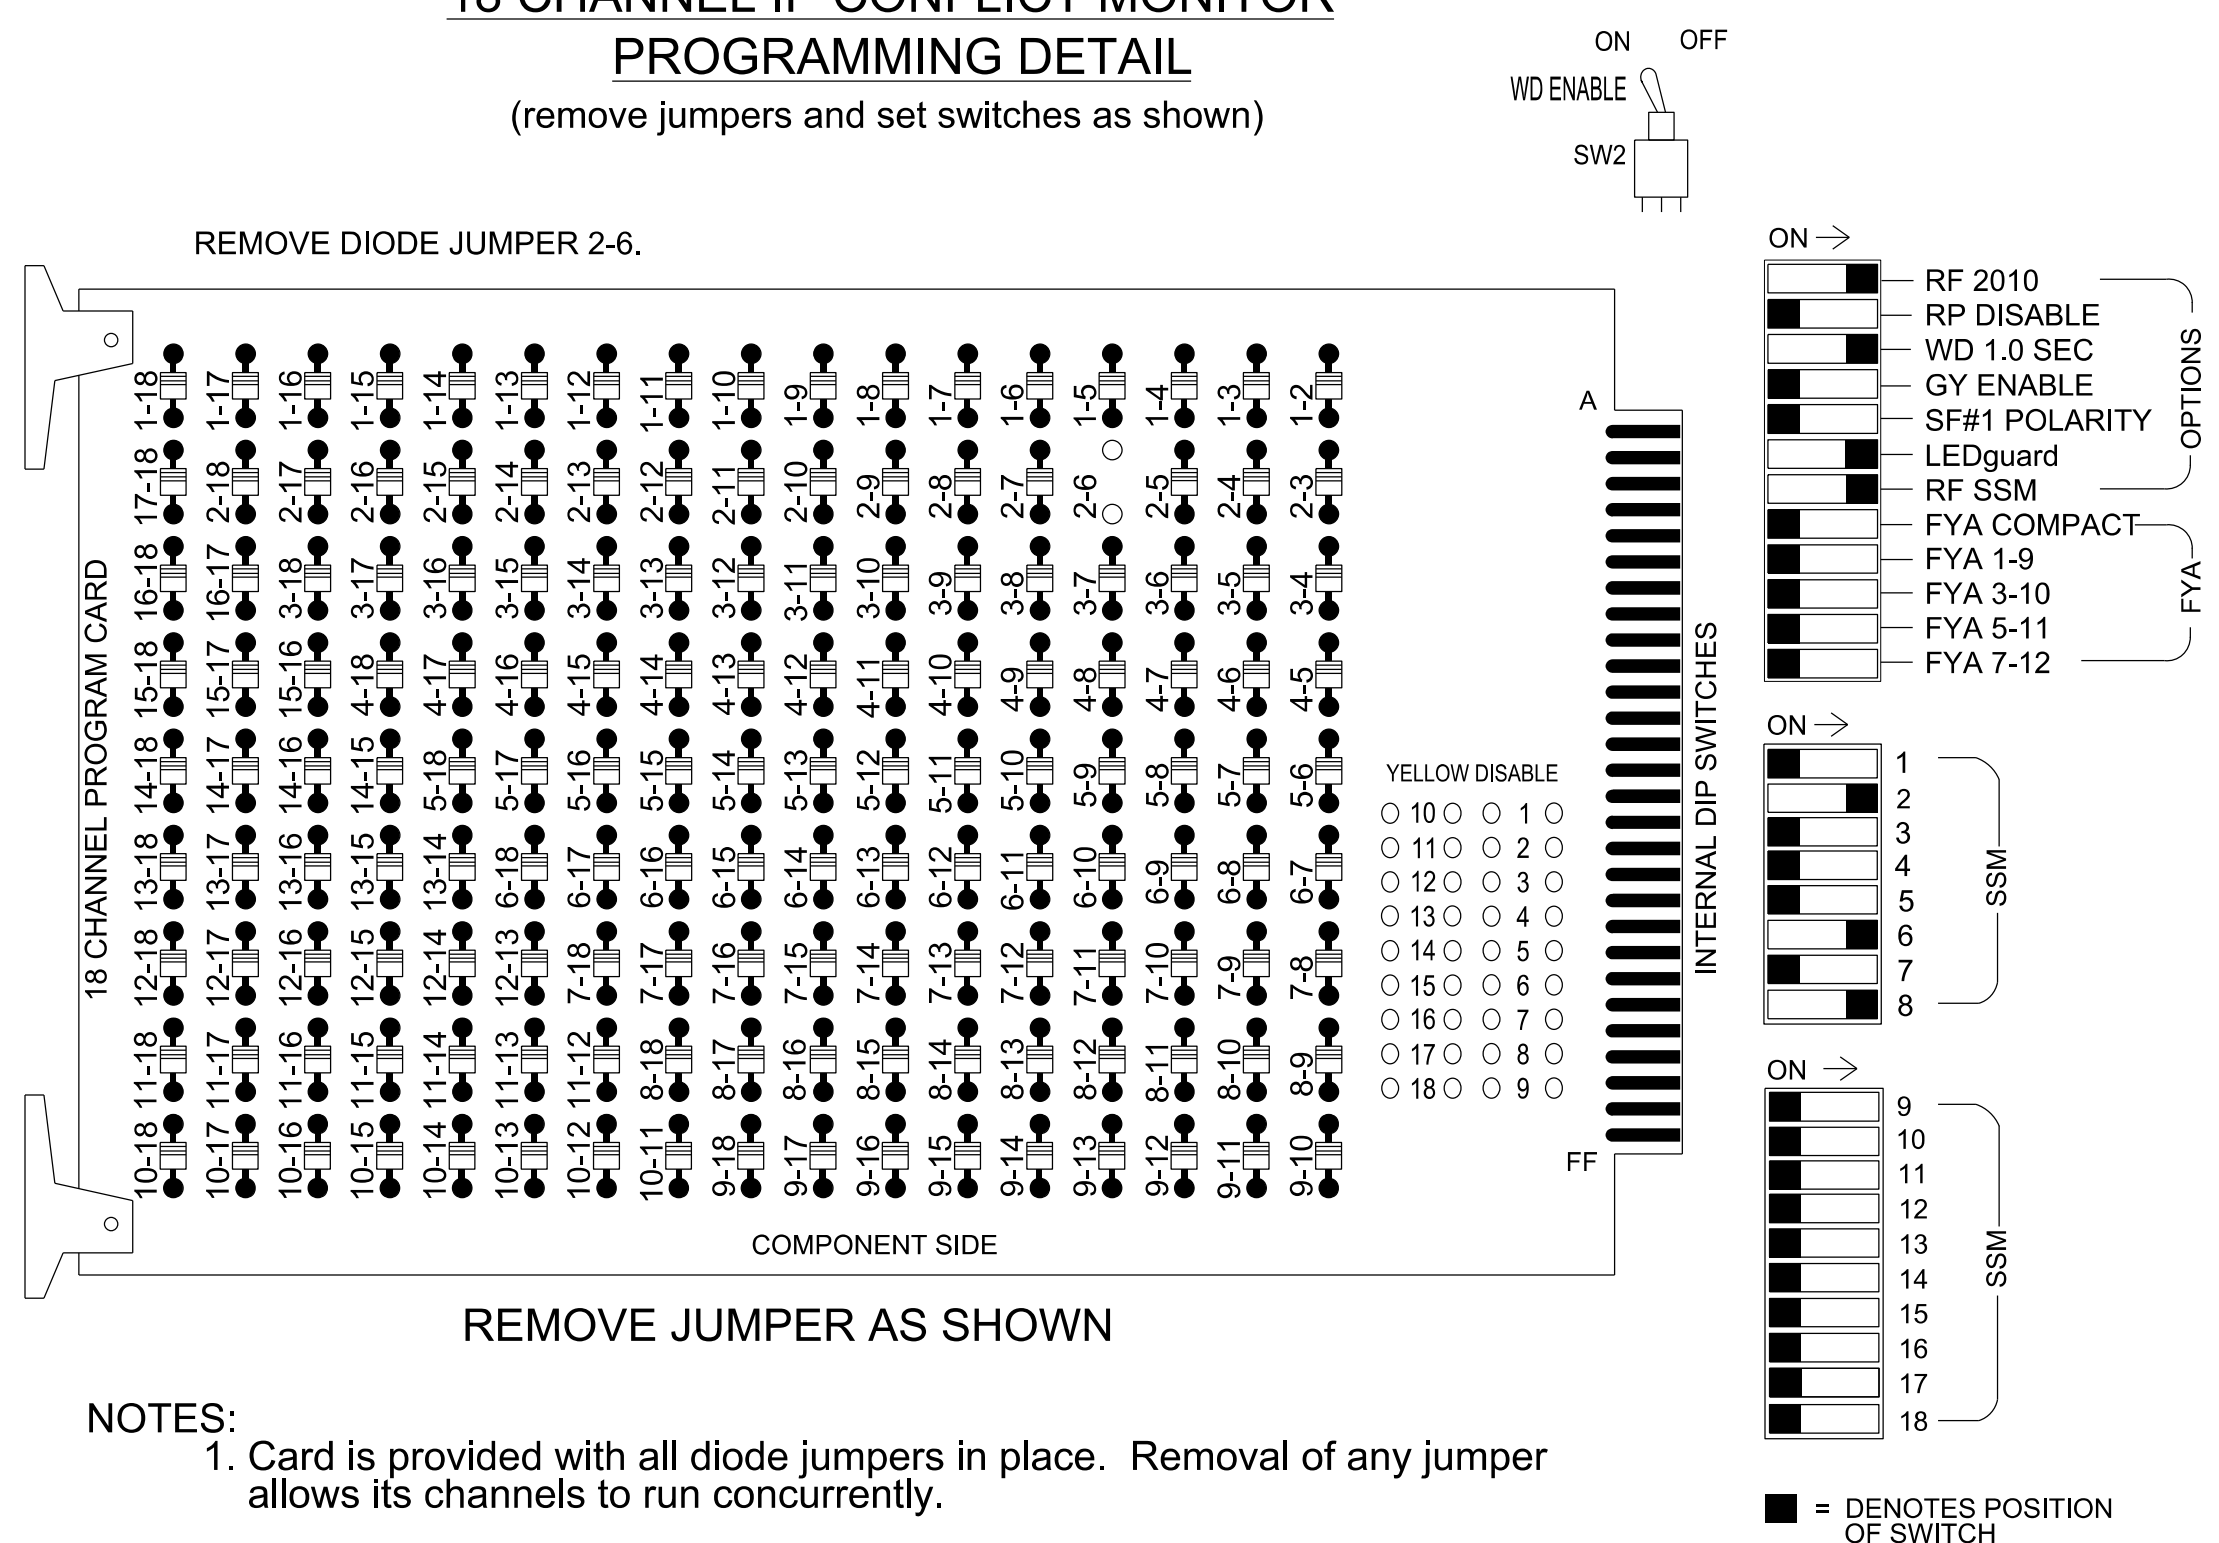 18 CHANNEL IP CONFLICT MONITOR
PROGRAMMING DETAIL
(remove jumpers and set switches as shown)
ON OFF
WD ENABLE
SW2
REMOVE DIODE JUMPER 2-6.
18 CHANNEL PROGRAM CARD
1-18 1-17 1-16 1-15 1-14 1-13 1-12 1-11 1-10 1-9 1-8 1-7 1-6 1-5 1-4 1-3 1-2
17-18 2-18 2-17 2-16 2-15 2-14 2-13 2-12 2-11 2-10 2-9 2-8 2-7 2-6 2-5 2-4 2-3
16-18 16-17 3-18 3-17 3-16 3-15 3-14 3-13 3-12 3-11 3-10 3-9 3-8 3-7 3-6 3-5 3-4
15-18 15-17 15-16 4-18 4-17 4-16 4-15 4-14 4-13 4-12 4-11 4-10 4-9 4-8 4-7 4-6 4-5
14-18 14-17 14-16 14-15 5-18 5-17 5-16 5-15 5-14 5-13 5-12 5-11 5-10 5-9 5-8 5-7 5-6
13-18 13-17 13-16 13-15 13-14 6-18 6-17 6-16 6-15 6-14 6-13 6-12 6-11 6-10 6-9 6-8 6-7
12-18 12-17 12-16 12-15 12-14 12-13 7-18 7-17 7-16 7-15 7-14 7-13 7-12 7-11 7-10 7-9 7-8
11-18 11-17 11-16 11-15 11-14 11-13 11-12 8-18 8-17 8-16 8-15 8-14 8-13 8-12 8-11 8-10 8-9
10-18 10-17 10-16 10-15 10-14 10-13 10-12 10-11 9-18 9-17 9-16 9-15 9-14 9-13 9-12 9-11 9-10
A
YELLOW DISABLE
10 1
11 2
12 3
13 4
14 5
15 6
16 7
17 8
18 9
FF
COMPONENT SIDE
INTERNAL DIP SWITCHES
ON
RF 2010
RP DISABLE
WD 1.0 SEC
GY ENABLE
SF#1 POLARITY
LEDguard
RF SSM
OPTIONS
FYA COMPACT
FYA 1-9
FYA 3-10
FYA 5-11
FYA 7-12
FYA
ON
1
2
3
4
5
6
7
8
SSM
ON
9
10
11
12
13
14
15
16
17
18
SSM
REMOVE JUMPER AS SHOWN
NOTES:
1. Card is provided with all diode jumpers in place. Removal of any jumper
allows its channels to run concurrently.
= DENOTES POSITION
OF SWITCH